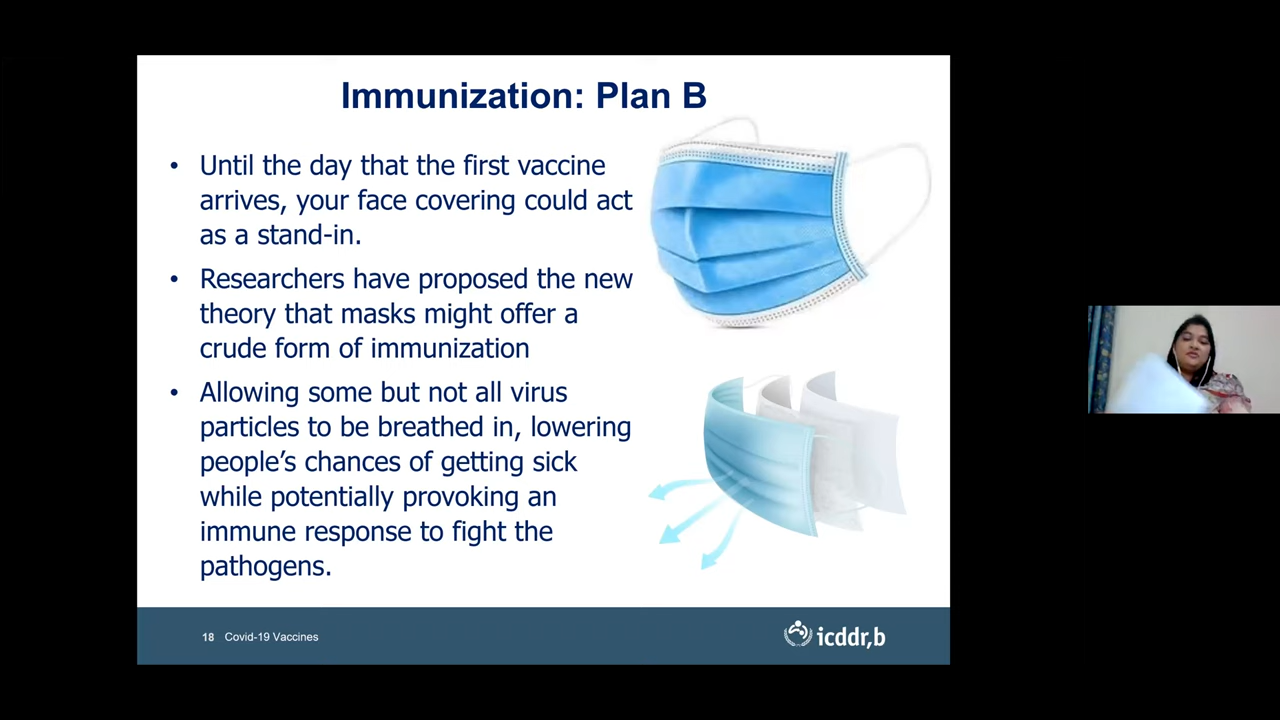 Immunization: Plan B
• Until the day that the first vaccine
arrives, your face covering could act
as a stand-in.
• Researchers have proposed the new
theory that masks might offer a
crude form of immunization
• Allowing some but not all virus
particles to be breathed in, lowering
people’s chances of getting sick
while potentially provoking an
immune response to fight the
pathogens.
18 Covid-19 Vaccines
icddr,b